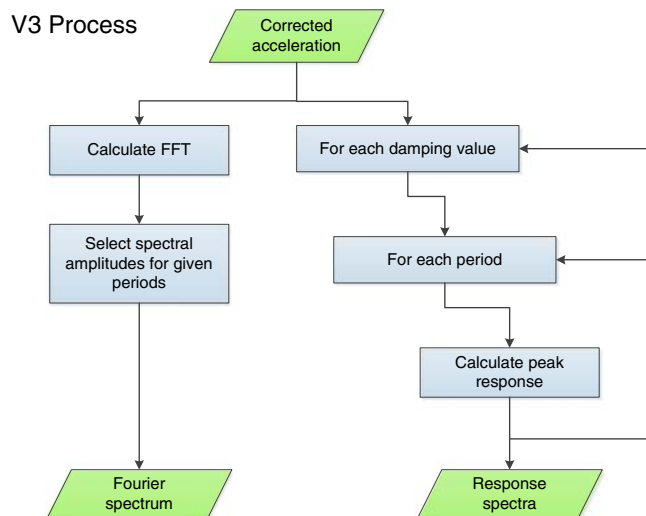 V3 Process
Corrected
acceleration
Calculate FFT
For each damping value
Select spectral
amplitudes for given
periods
For each period
Calculate peak
response
Fourier
spectrum
Response
spectra